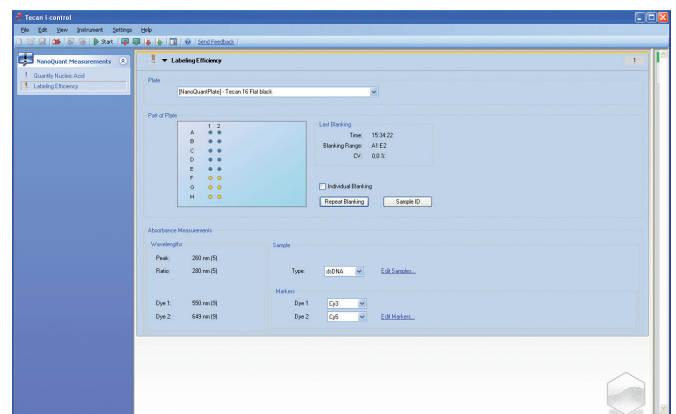 Tecan i-control
File Edit View Instrument Settings Help
Start Send Feedback
NanoQuant Measurements
Quantify Nucleic Acid
Labeling Efficiency
Labeling Efficiency 1
Plate
[NanoQuantPlate] - Tecan 16 Flat black
Part of Plate
1 2
A
B
C
D
E
F
G
H
Last Blanking
Time: 15:34:22
Blanking Range: A1:E2
CV: 0,0 %
Individual Blanking
Repeat Blanking Sample ID
Absorbance Measurements
Wavelengths
Peak: 260 nm (5)
Ratio: 280 nm (5)
Dye 1: 550 nm (9)
Dye 2: 649 nm (9)
Sample
Type: dsDNA Edit Samples...
Markers
Dye 1 Cy3
Dye 2 Cy5 Edit Markers...